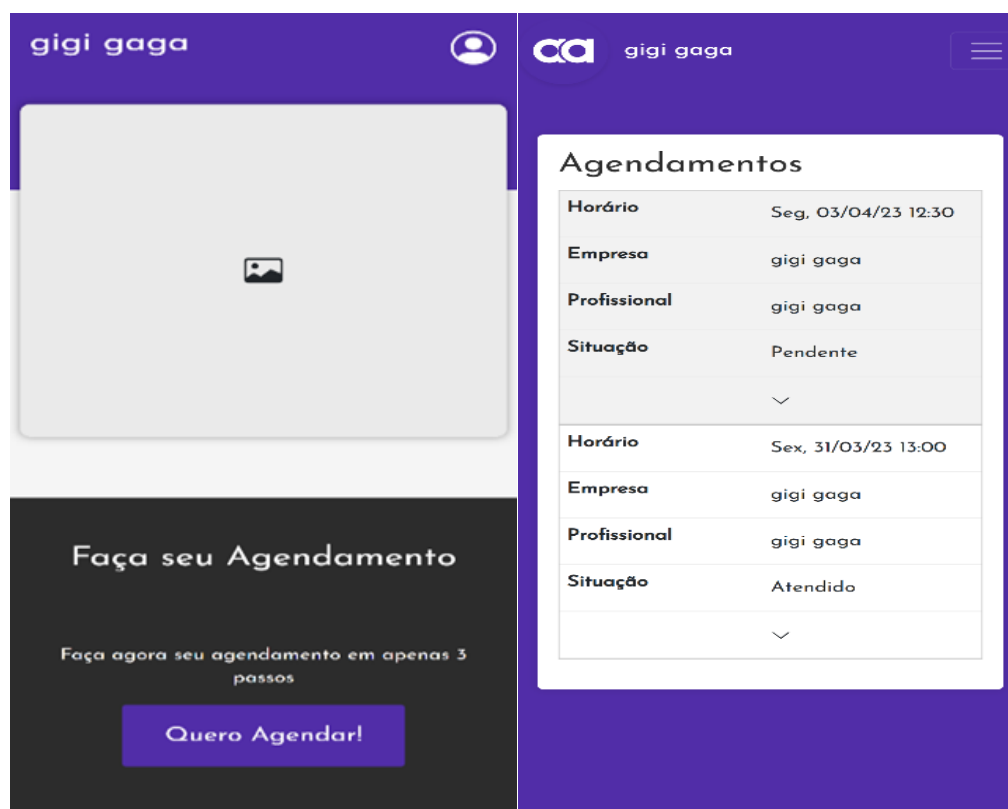 gigi gaga
Faça seu Agendamento
Faça agora seu agendamento em apenas 3
passos
Quero Agendar!
gigi gaga
Agendamentos
Horário Seg, 03/04/23 12:30
Empresa gigi gaga
Profissional gigi gaga
Situação Pendente
Horário Sex, 31/03/23 13:00
Empresa gigi gaga
Profissional gigi gaga
Situação Atendido